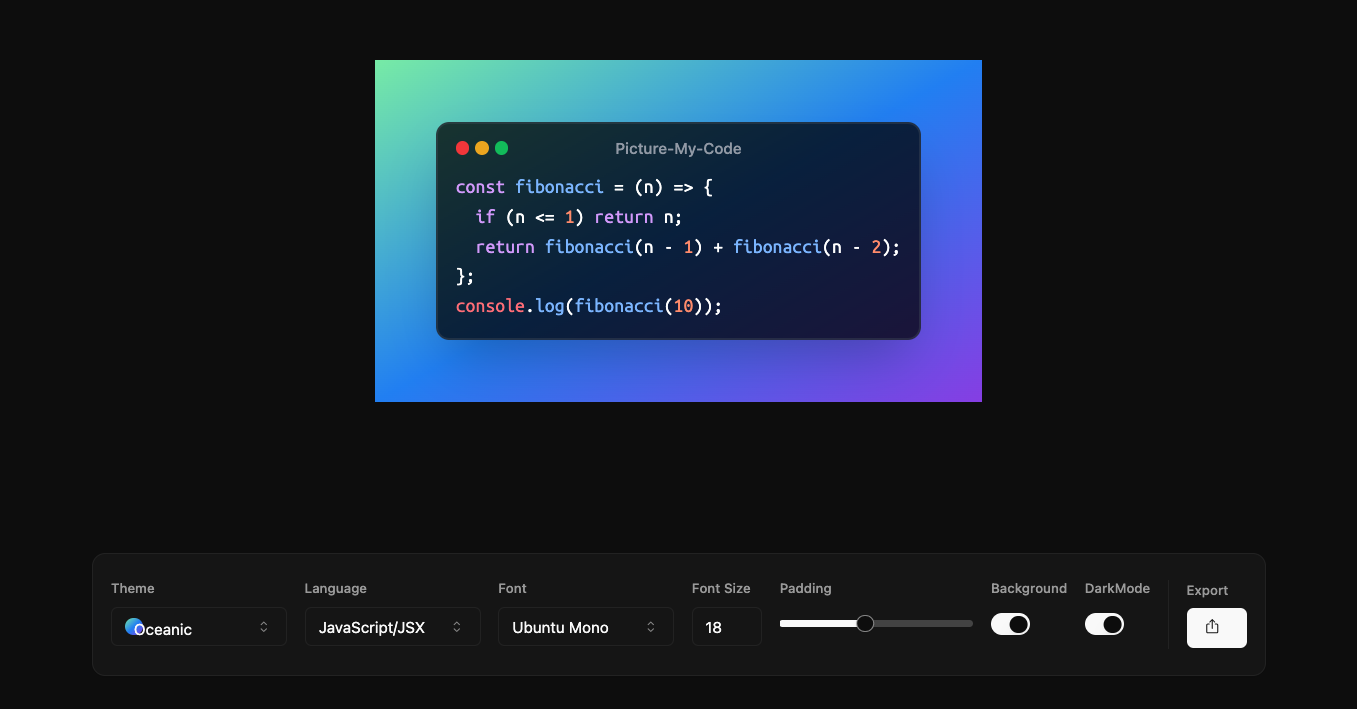 Picture-My-Code
const fibonacci = (n) => {
  if (n <= 1) return n;
  return fibonacci(n - 1) + fibonacci(n - 2);
};
console.log(fibonacci(10));
Theme
Language
Font
Font Size
Padding
Background
DarkMode
Export
Oceanic
JavaScript/JSX
Ubuntu Mono
18